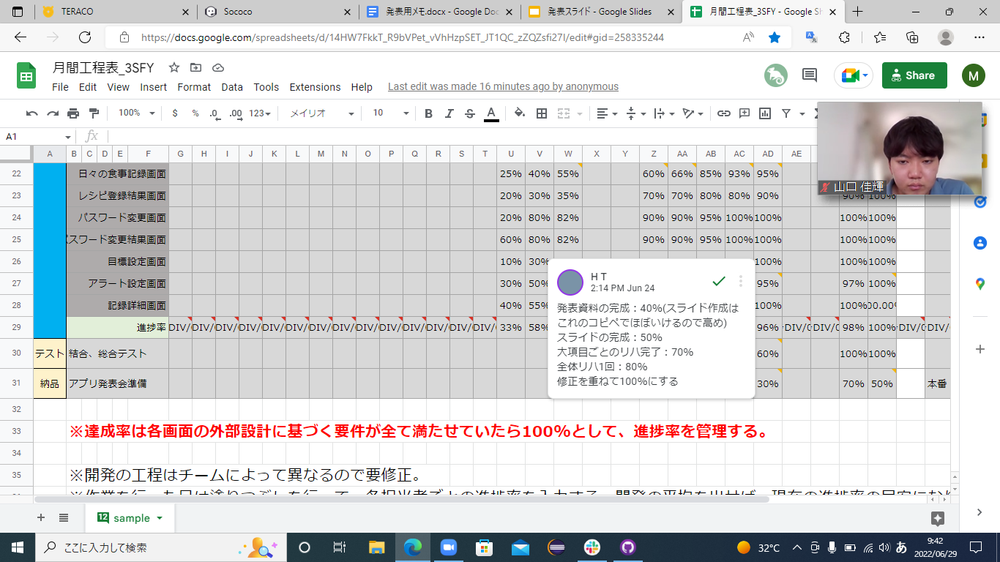 TERACO
Sococo
発表用メモ.docx - Google Doc
発表スライド - Google Slides
月間工程表_3SFY - Google Sh
https://docs.google.com/spreadsheets/d/14HW7FkkT_R9bVPet_vVhHzpSET_JT1QC_zZQZsfi27I/edit#gid=258335244
月間工程表_3SFY
File Edit View Insert Format Data Tools Extensions Help Last edit was made 16 minutes ago by anonymous
Share
M
100% $ % .0 .00 123 メイリオ 10 B I S A
A1 fx
A B C D E F G H I J K L M N O P Q R S T U V W X Y Z AA AB AC AD AE
22 日々の食事記録画面 25% 40% 55% 60% 66% 85% 93% 95%
23 レシピ登録結果画面 20% 30% 35% 70% 70% 80% 80% 90% 90% 100%
24 パスワード変更画面 20% 80% 82% 90% 90% 95% 100% 100% 100% 100%
25 パスワード変更結果画面 60% 80% 82% 90% 90% 95% 100% 100% 100% 100%
26 目標設定画面 10% 30% 100% 100% 100%
27 アラート設定画面 30% 50% 95% 97% 100%
28 記録詳細画面 40% 55% 100% 100% 00.00%
29 進捗率 DIV/( DIV/( DIV/( DIV/( DIV/( DIV/( DIV/( DIV/( DIV/( DIV/( DIV/( DIV/( DIV/( DIV/( 33% 58% 96% DIV/( DIV/( 98% 100% DIV/( DIV/
30 テスト 結合、総合テスト 60% 100% 100%
31 納品 アプリ発表会準備 30% 70% 50% 本番
32
33 ※達成率は各画面の外部設計に基づく要件が全て満たせていたら100%として、進捗率を管理する。
34
35 ※開発の工程はチームによって異なるので要修正。
山口 佳輝
H T
2:14 PM Jun 24
発表資料の完成：40%(スライド作成は
これのコピペでほぼいけるので高め)
スライドの完成：50%
大項目ごとのリハ完了：70%
全体リハ1回：80%
修正を重ねて100%にする
12 sample
ここに入力して検索
32°C
あ
9:42
2022/06/29